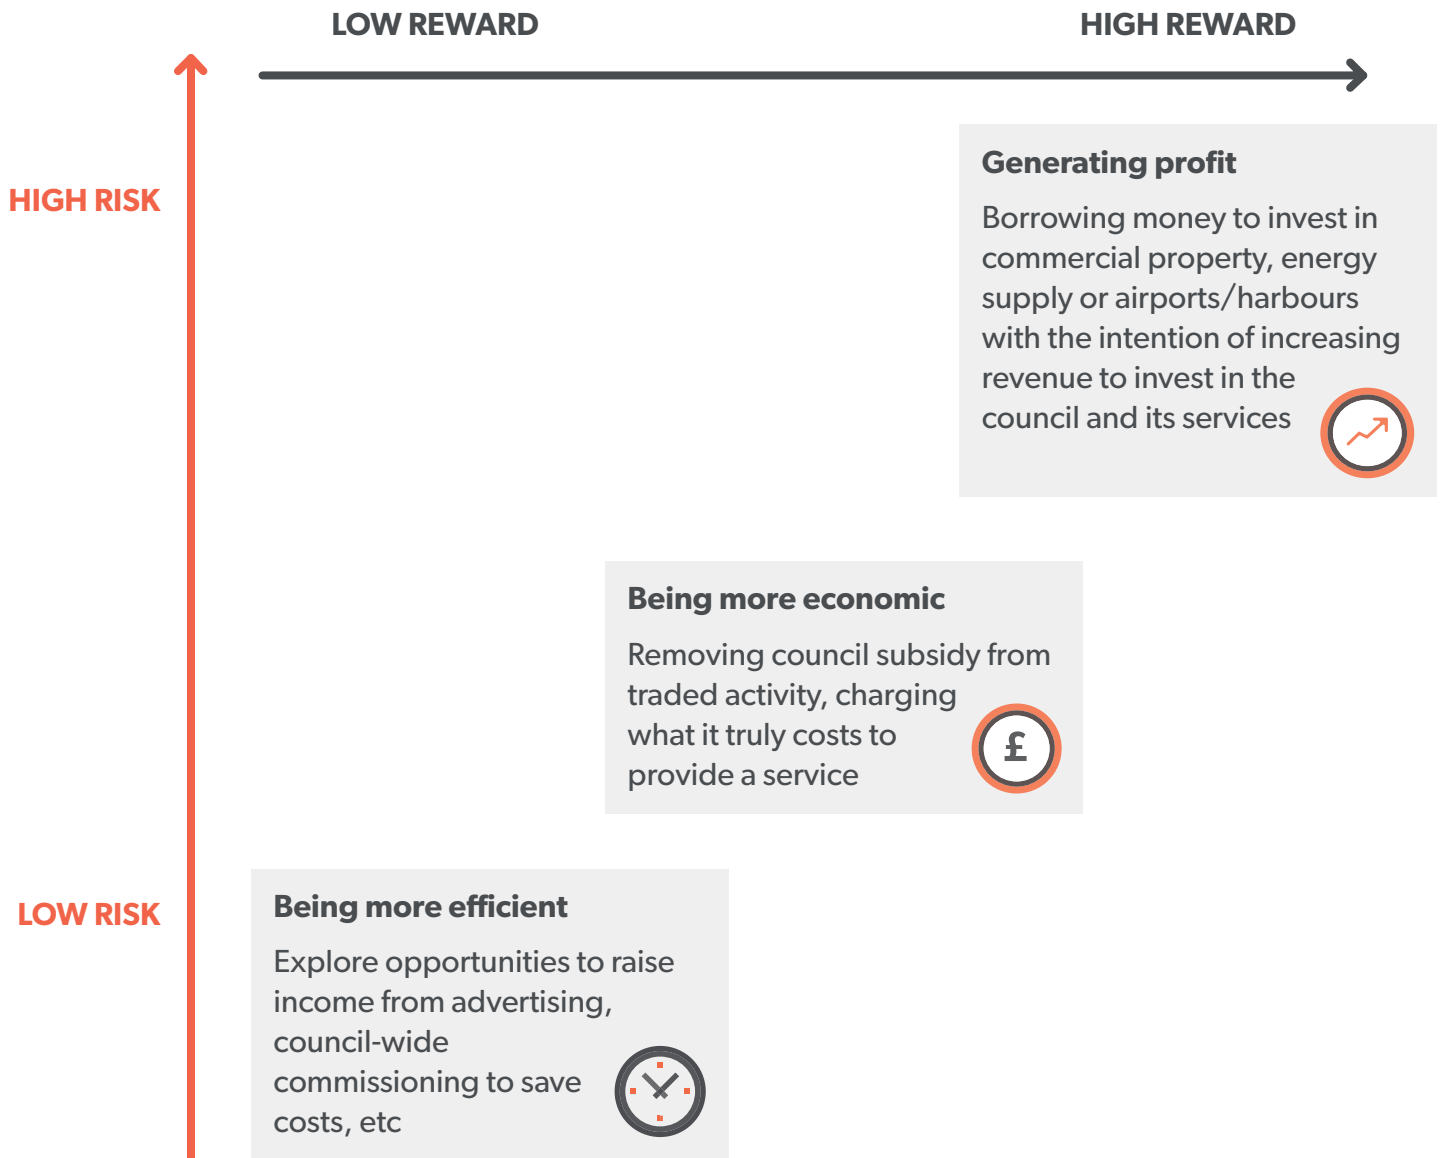 LOW REWARD
HIGH REWARD
HIGH RISK
Generating profit
Borrowing money to invest in
commercial property, energy
supply or airports/harbours
with the intention of increasing
revenue to invest in the
council and its services
Being more economic
Removing council subsidy from
traded activity, charging
what it truly costs to
provide a service
£
LOW RISK
Being more efficient
Explore opportunities to raise
income from advertising,
council-wide
commissioning to save
costs, etc